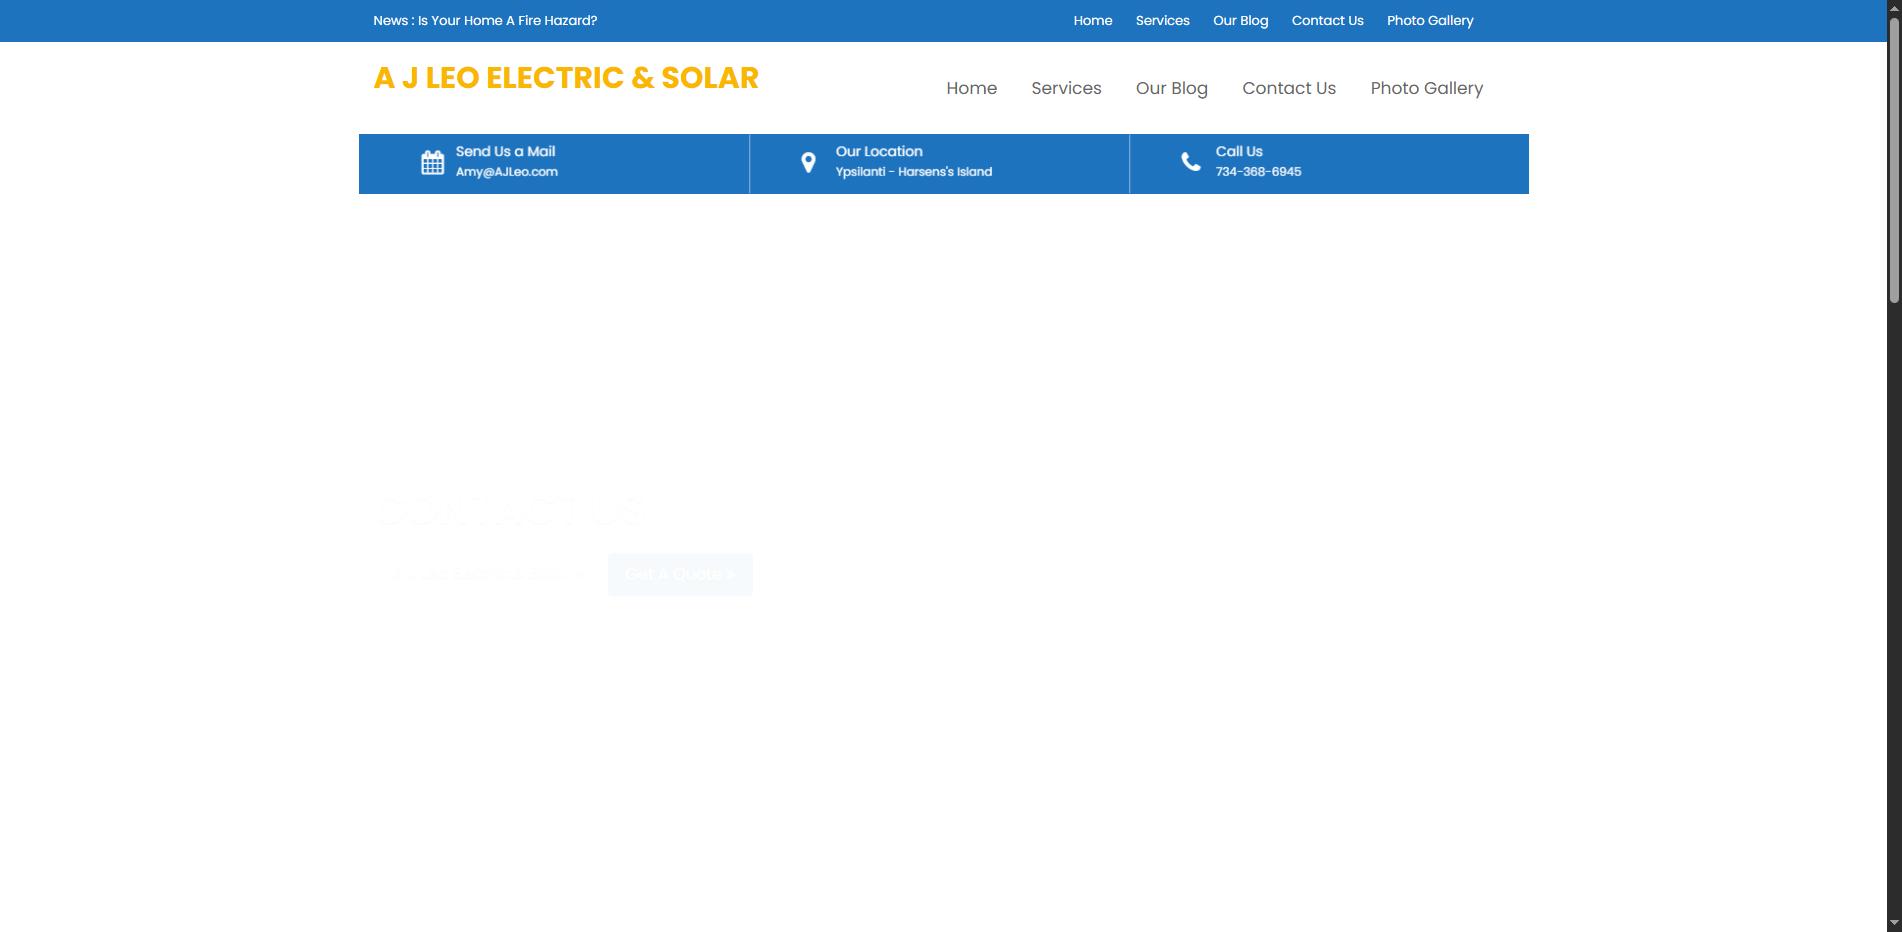 News : Is Your Home A Fire Hazard?
Home Services Our Blog Contact Us Photo Gallery
A J LEO ELECTRIC & SOLAR
Home Services Our Blog Contact Us Photo Gallery
Send Us a Mail
Amy@AJLeo.com
Our Location
Ypsilanti - Harsens's Island
Call Us
734-368-6945
CONTACT US
Get A Quote »